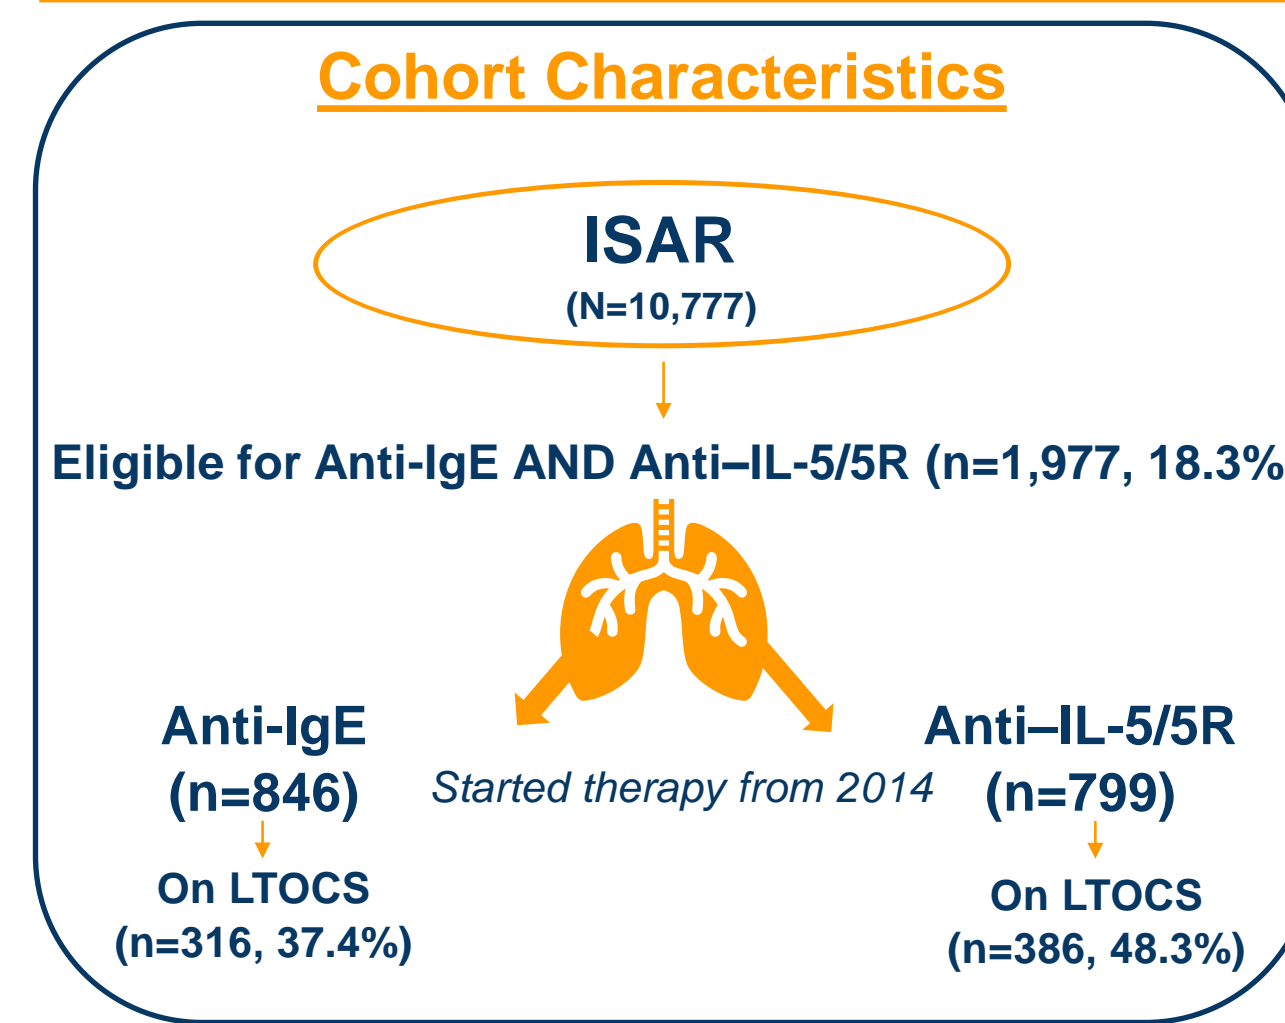 Cohort Characteristics
ISAR
(N=10,777)
Eligible for Anti-IgE AND Anti–IL-5/5R (n=1,977, 18.3%
Anti-IgE
(n=846)
Started therapy from 2014
Anti–IL-5/5R
(n=799)
On LTOCS
(n=316, 37.4%)
On LTOCS
(n=386, 48.3%)